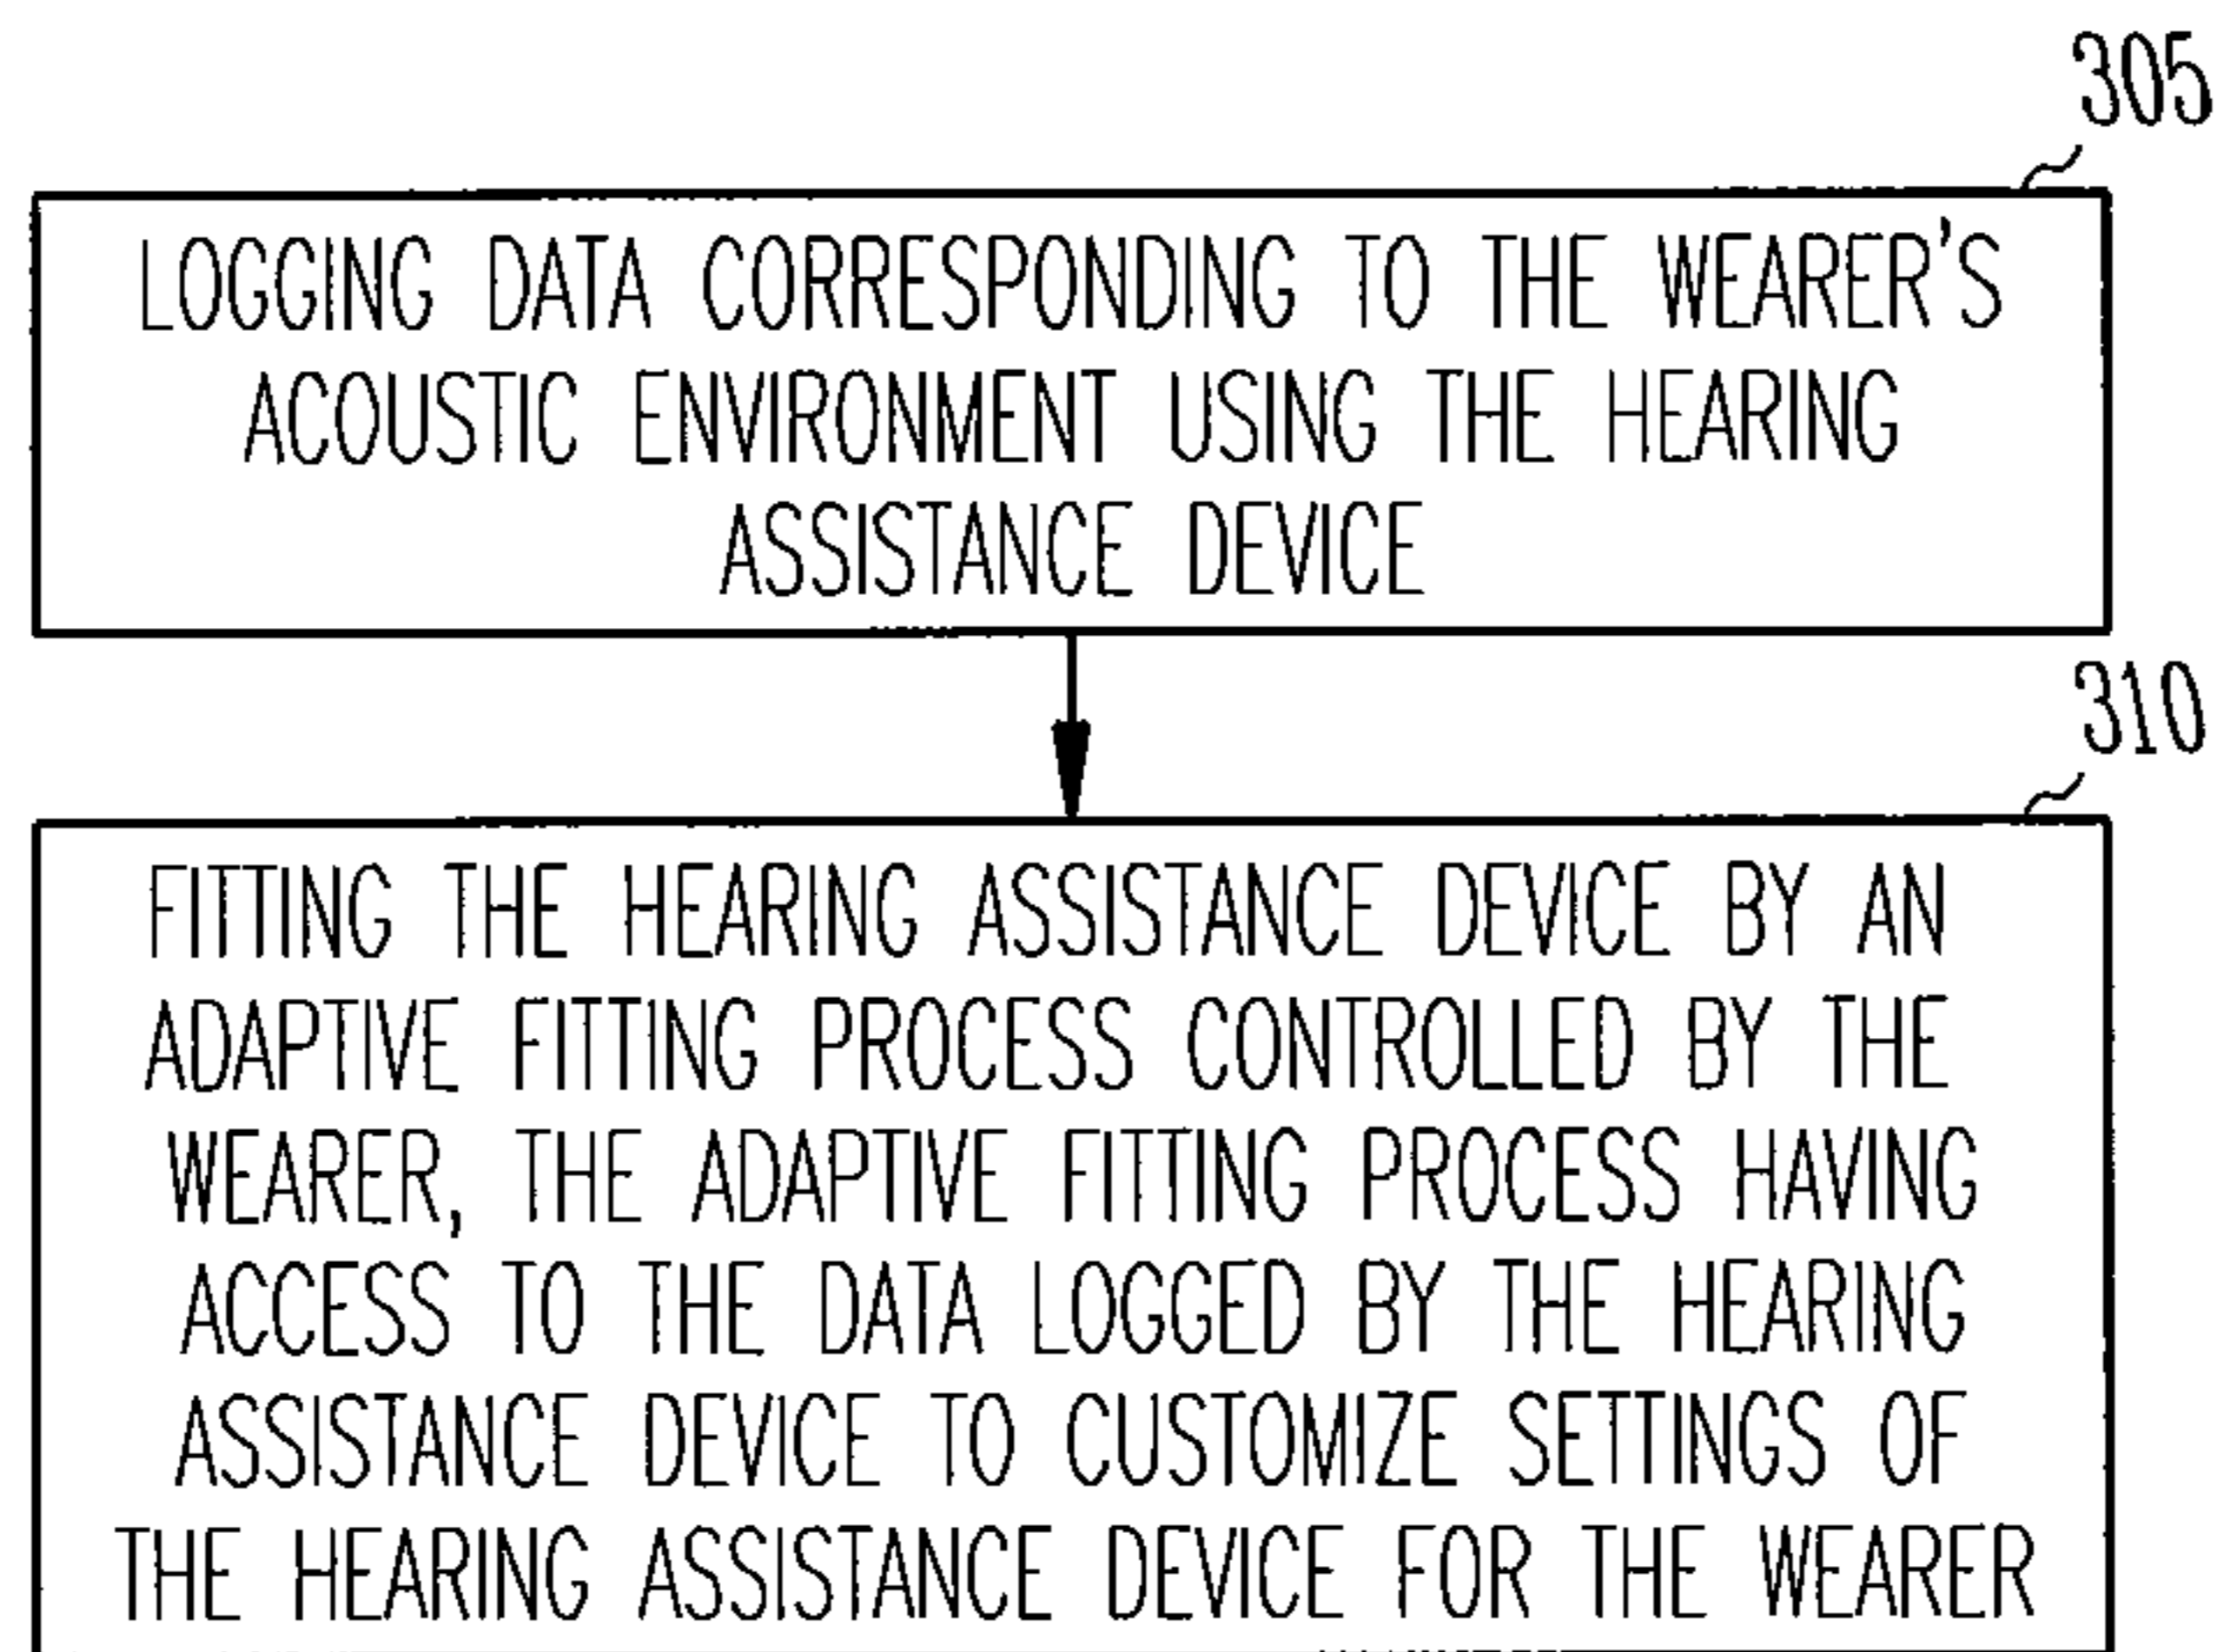 305
LOGGING DATA CORRESPONDING TO THE WEARER'S
ACOUSTIC ENVIRONMENT USING THE HEARING
ASSISTANCE DEVICE
310
FITTING THE HEARING ASSISTANCE DEVICE BY AN
ADAPTIVE FITTING PROCESS CONTROLLED BY THE
WEARER, THE ADAPTIVE FITTING PROCESS HAVING
ACCESS TO THE DATA LOGGED BY THE HEARING
ASSISTANCE DEVICE TO CUSTOMIZE SETTINGS OF
THE HEARING ASSISTANCE DEVICE FOR THE WEARER